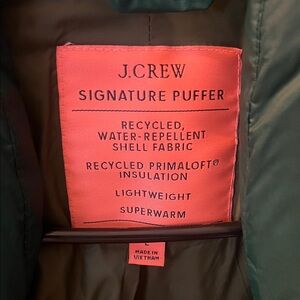 J.CREW
SIGNATURE PUFFER
RECYCLED,
WATER-REPELLENT
SHELL FABRIC
RECYCLED PRIMALOFT®
INSULATION
LIGHTWEIGHT
SUPERWARM
L
MADE IN
VIETNAM